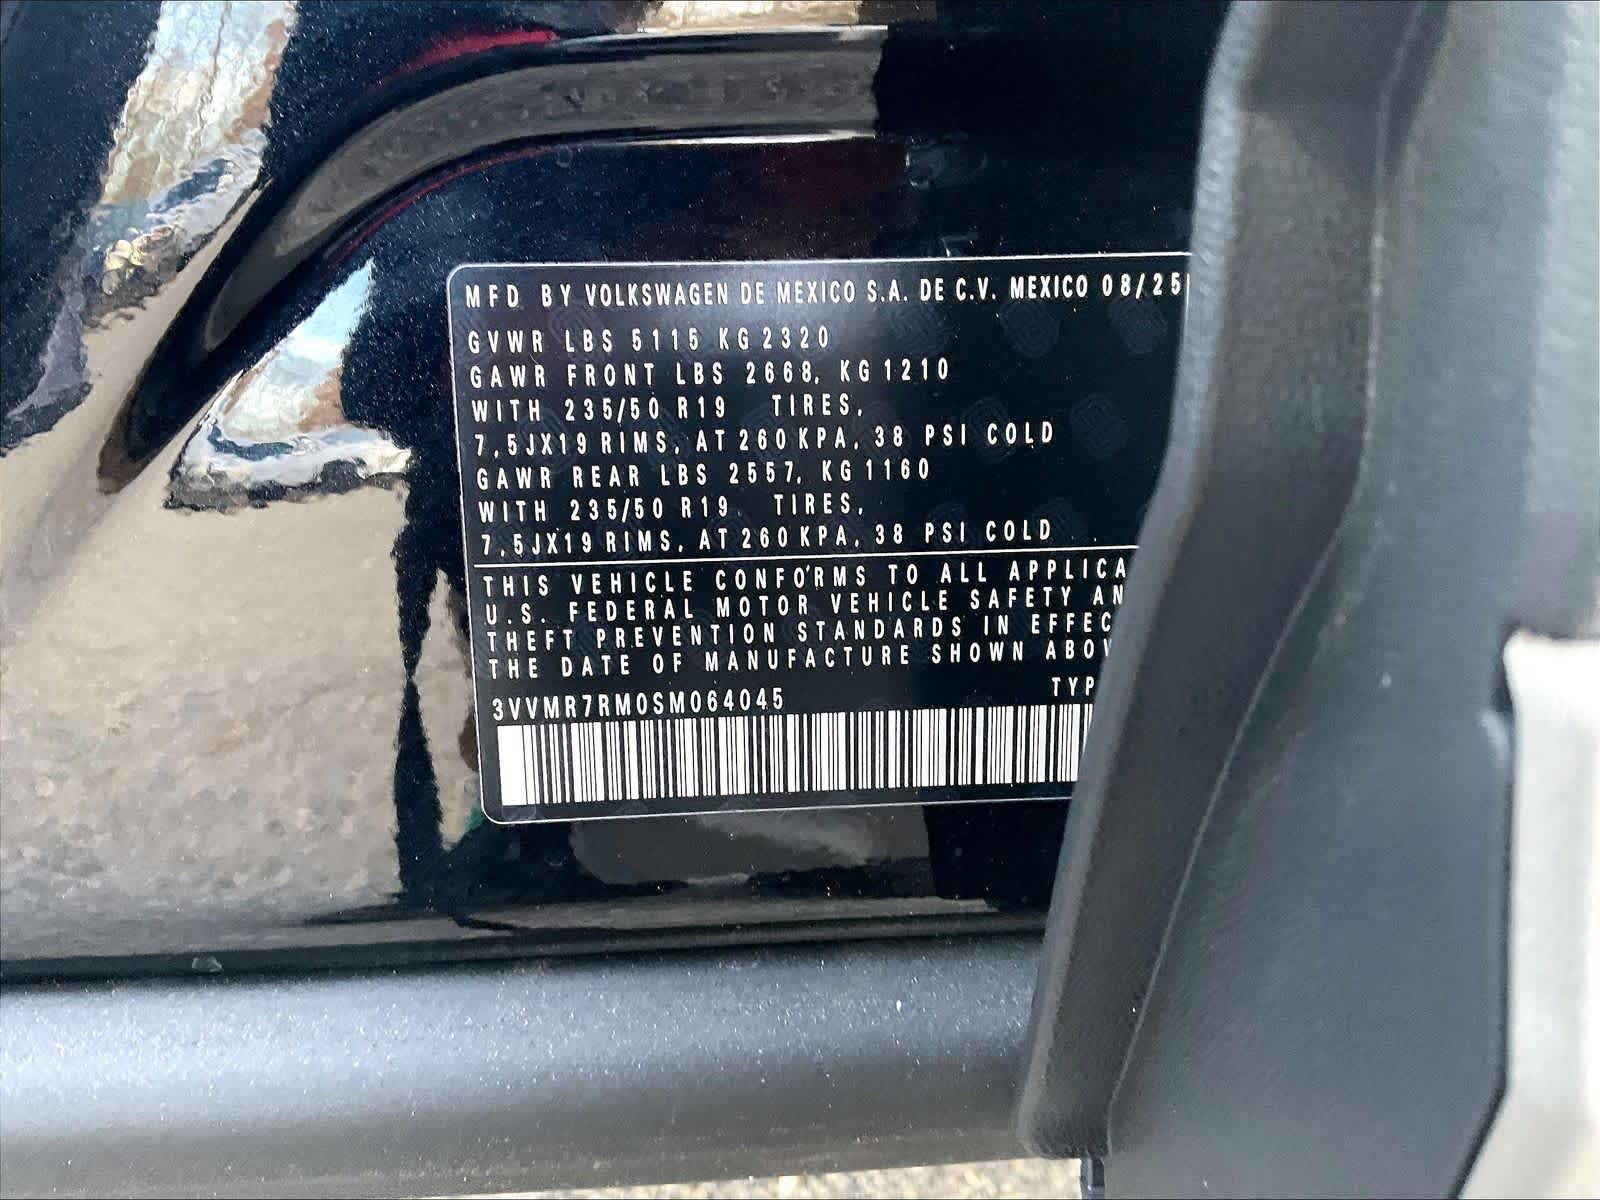 MFD BY VOLKSWAGEN DE MEXICO S.A. DE C.V. MEXICO 08/25
GVWR LBS 5115 KG 2320
GAWR FRONT LBS 2668, KG 1210
WITH 235/50 R19 TIRES,
7,5JX19 RIMS, AT 260 KPA, 38 PSI COLD
GAWR REAR LBS 2557, KG 1160
WITH 235/50 R19 TIRES,
7,5JX19 RIMS, AT 260 KPA, 38 PSI COLD
THIS VEHICLE CONFORMS TO ALL APPLICA
U.S. FEDERAL MOTOR VEHICLE SAFETY AN
THEFT PREVENTION STANDARDS IN EFFEC
THE DATE OF MANUFACTURE SHOWN ABOV
3VVMR7RM0SM064045 TYP